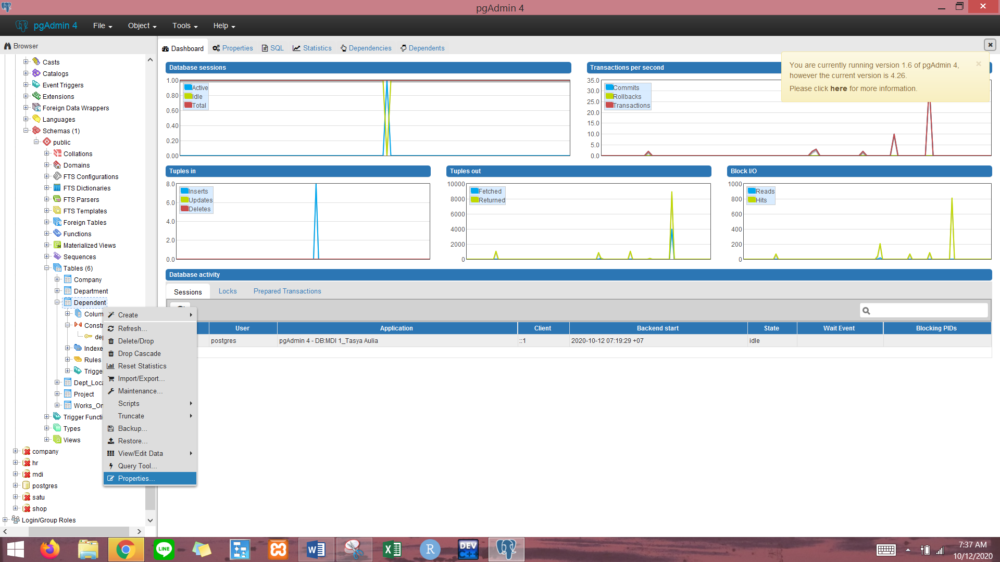 pgAdmin 4
pgAdmin 4 File Object Tools Help
Browser
Dashboard Properties SQL Statistics Dependencies Dependents
You are currently running version 1.6 of pgAdmin 4,
however the current version is 4.26.
Please click here for more information.
Casts
Catalogs
Event Triggers
Extensions
Foreign Data Wrappers
Languages
Schemas (1)
public
Collations
Domains
FTS Configurations
FTS Dictionaries
FTS Parsers
FTS Templates
Foreign Tables
Functions
Materialized Views
Sequences
Tables (6)
Company
Department
Dependent
Colum
Constr
de
Indexe
Rules
Trigge
Dept_Loca
Project
Works_On
Trigger Functi
Types
Views
company
hr
mdi
postgres
satu
shop
Login/Group Roles
Create
Refresh...
Delete/Drop
Drop Cascade
Reset Statistics
Import/Export...
Maintenance...
Scripts
Truncate
Backup...
Restore...
View/Edit Data
Query Tool...
Properties...
Database sessions
1.00
0.80
0.60
0.40
0.20
0.00
Active
Idle
Total
Transactions per second
35.0
30.0
25.0
20.0
15.0
10.0
5.0
0.0
Commits
Rollbacks
Transactions
Tuples in
8.0
6.0
4.0
2.0
0.0
Inserts
Updates
Deletes
Tuples out
10000
8000
6000
4000
2000
0
Fetched
Returned
Block I/O
1000
800
600
400
200
0
Reads
Hits
Database activity
Sessions Locks Prepared Transactions
User Application Client Backend start State Wait Event Blocking PIDs
postgres pgAdmin 4 - DB:MDI 1_Tasya Aulia ::1 2020-10-12 07:19:29 +07 idle
LINE
W
X
R
DEV
C++
7:37 AM
10/12/2020